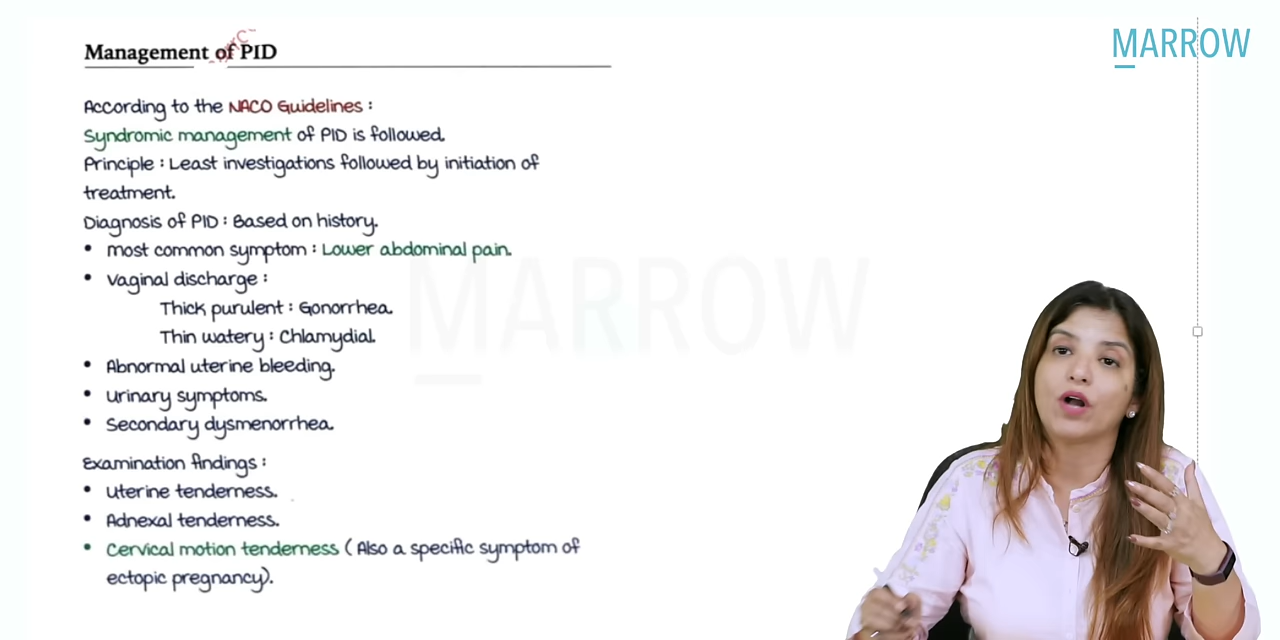 Management of PID
MARROW
According to the NACO Guidelines :
Syndromic management of PID is followed.
Principle : Least investigations followed by initiation of
treatment.
Diagnosis of PID : Based on history.
• Most common symptom : Lower abdominal pain.
• Vaginal discharge :
Thick purulent : Gonorrhea.
Thin watery : Chlamydial.
• Abnormal uterine bleeding.
• Urinary symptoms.
• Secondary dysmenorrhea.
Examination findings :
• Uterine tenderness.
• Adnexal tenderness.
• Cervical motion tenderness ( Also a specific symptom of
ectopic pregnancy).
MARROW